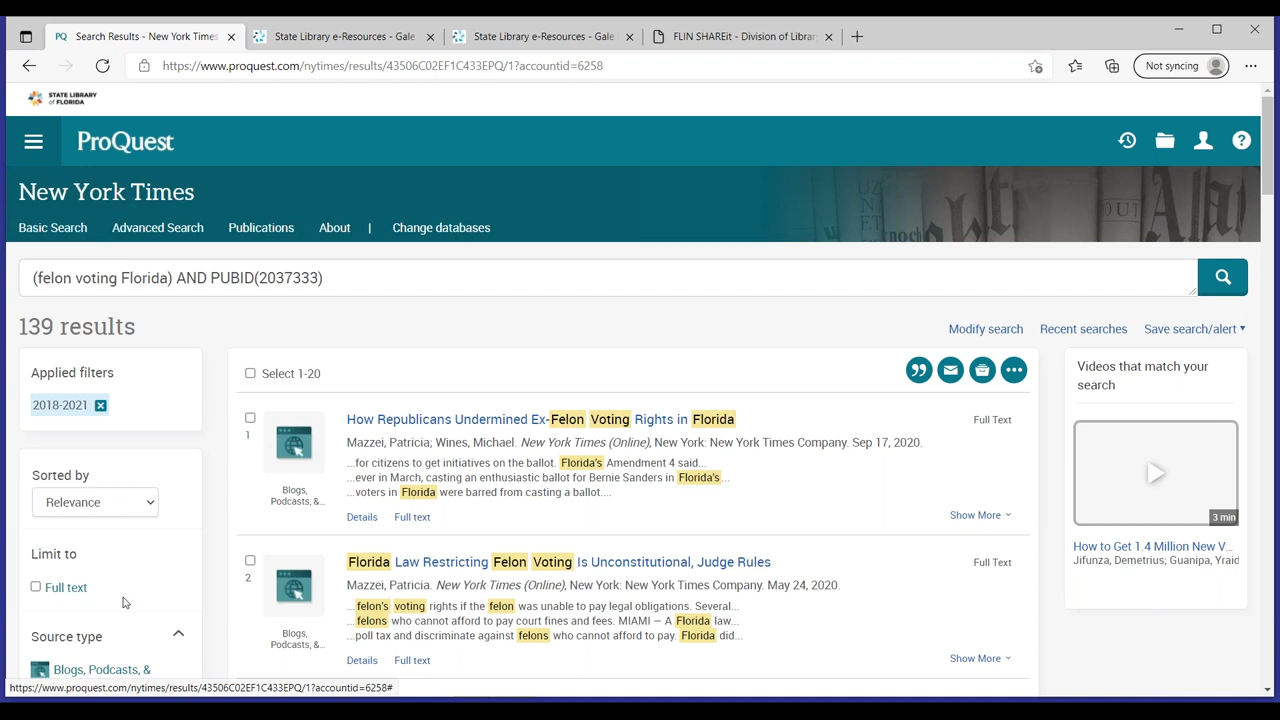 PQ Search Results - New York Times
State Library e-Resources - Gale
State Library e-Resources - Gale
FLIN SHAREit - Division of Librar
https://www.proquest.com/nytimes/results/43506C02EF1C433EPQ/1?accountid=6258
Not syncing
STATE LIBRARY
of FLORIDA
ProQuest
New York Times
Basic Search
Advanced Search
Publications
About
|
Change databases
(felon voting Florida) AND PUBID(2037333)
139 results
Modify search
Recent searches
Save search/alert
Applied filters
2018-2021
Sorted by
Relevance
Limit to
Full text
Source type
Blogs, Podcasts, &
Select 1-20
1
Blogs,
Podcasts, &...
How Republicans Undermined Ex-Felon Voting Rights in Florida
Full Text
Mazzei, Patricia; Wines, Michael. New York Times (Online), New York: New York Times Company. Sep 17, 2020.
...for citizens to get initiatives on the ballot. Florida's Amendment 4 said...
...ever in March, casting an enthusiastic ballot for Bernie Sanders in Florida's...
...voters in Florida were barred from casting a ballot....
Details
Full text
Show More
2
Blogs,
Podcasts, &...
Florida Law Restricting Felon Voting Is Unconstitutional, Judge Rules
Full Text
Mazzei, Patricia. New York Times (Online), New York: New York Times Company. May 24, 2020.
...felon's voting rights if the felon was unable to pay legal obligations. Several...
...felons who cannot afford to pay court fines and fees. MIAMI — A Florida law...
...poll tax and discriminate against felons who cannot afford to pay. Florida did...
Details
Full text
Show More
Videos that match your
search
3 min
How to Get 1.4 Million New V...
Jifunza, Demetrius; Guanipa, Yraid
https://www.proquest.com/nytimes/results/43506C02EF1C433EPQ/1?accountid=6258#